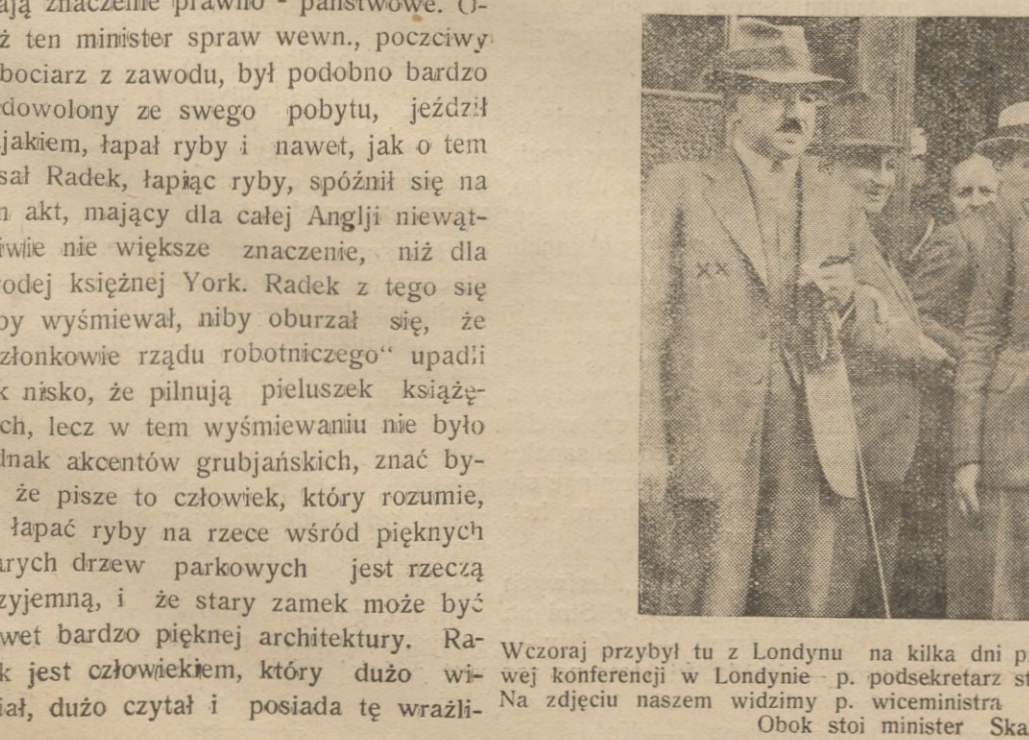 ają znaczenie prawno - państwowe. O-
ż ten minister spraw wewn., poczciwy
bociarz z zawodu, był podobno bardzo
dowolony ze swego pobytu, jeździł
jakiem, łapał ryby i nawet, jak o tem
sał Radek, łapiąc ryby, spóźnił się na
n akt, mający dla całej Anglji niewąt-
iwie nie większe znaczenie, niż dla
odej księżnej York. Radek z tego się
by wyśmiewał, niby oburzał się, że
członkowie rządu robotniczego“ upadli
k nisko, że pilnują pieluszek książę-
ch, lecz w tem wyśmiewaniu nie było
dnak akcentów grubjańskich, znać by-
że pisze to człowiek, który rozumie,
łapać ryby na rzece wśród pięknych
arych drzew parkowych jest rzeczą
zyjemną, i że stary zamek może być
wet bardzo pięknej architektury. Ra-
k jest człowiekiem, który dużo wi-
iał, dużo czytał i posiada tę wraźli-
××
Wczoraj przybył tu z Londynu na kilka dni p
wej konferencji w Londynie p. podsekretarz st
Na zdjęciu naszem widzimy p. wiceministra
Obok stoi minister Ska